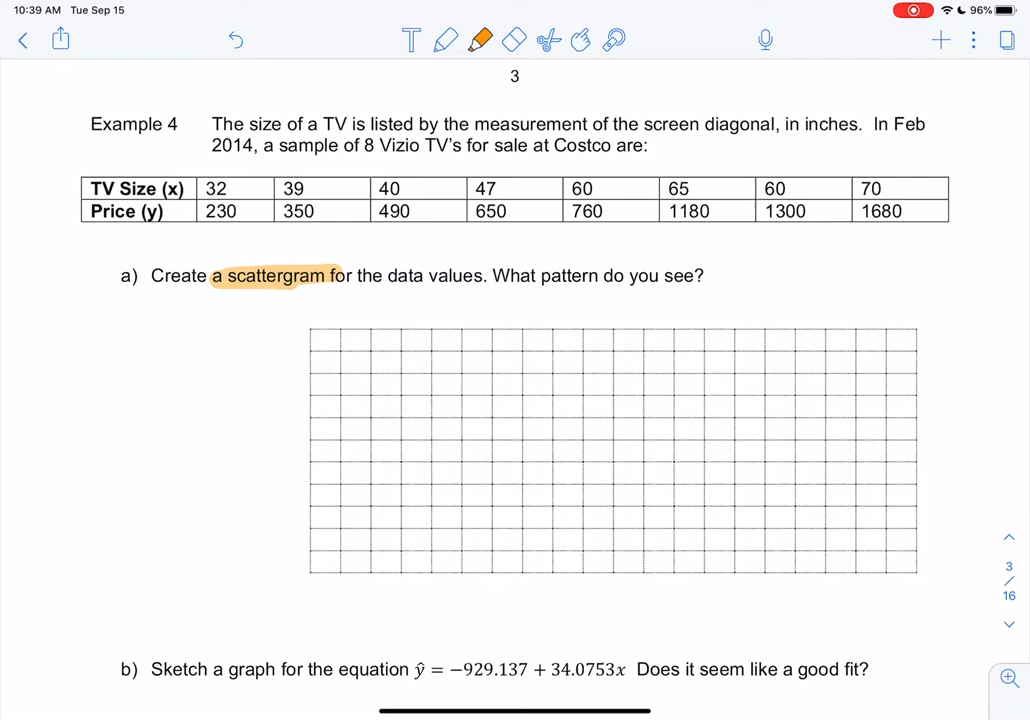 10:39 AM Tue Sep 15
96%
3
Example 4 The size of a TV is listed by the measurement of the screen diagonal, in inches. In Feb
2014, a sample of 8 Vizio TV's for sale at Costco are:
TV Size (x) 32 39 40 47 60 65 60 70
Price (y) 230 350 490 650 760 1180 1300 1680
a) Create a scattergram for the data values. What pattern do you see?
3
/
16
b) Sketch a graph for the equation ŷ = −929.137 + 34.0753x Does it seem like a good fit?